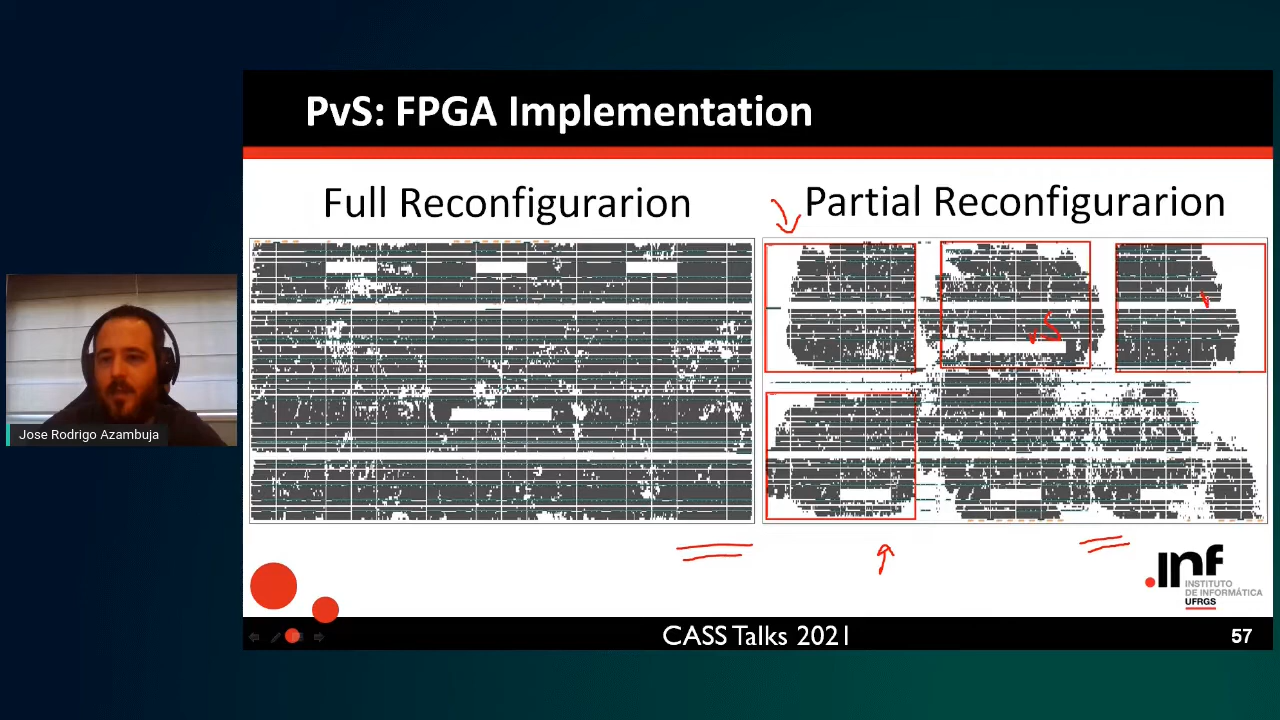 PvS: FPGA Implementation
Full Reconfigurarion
Partial Reconfigurarion
Jose Rodrigo Azambuja
.inf
INSTITUTO
DE INFORMÁTICA
UFRGS
CASS Talks 2021
57